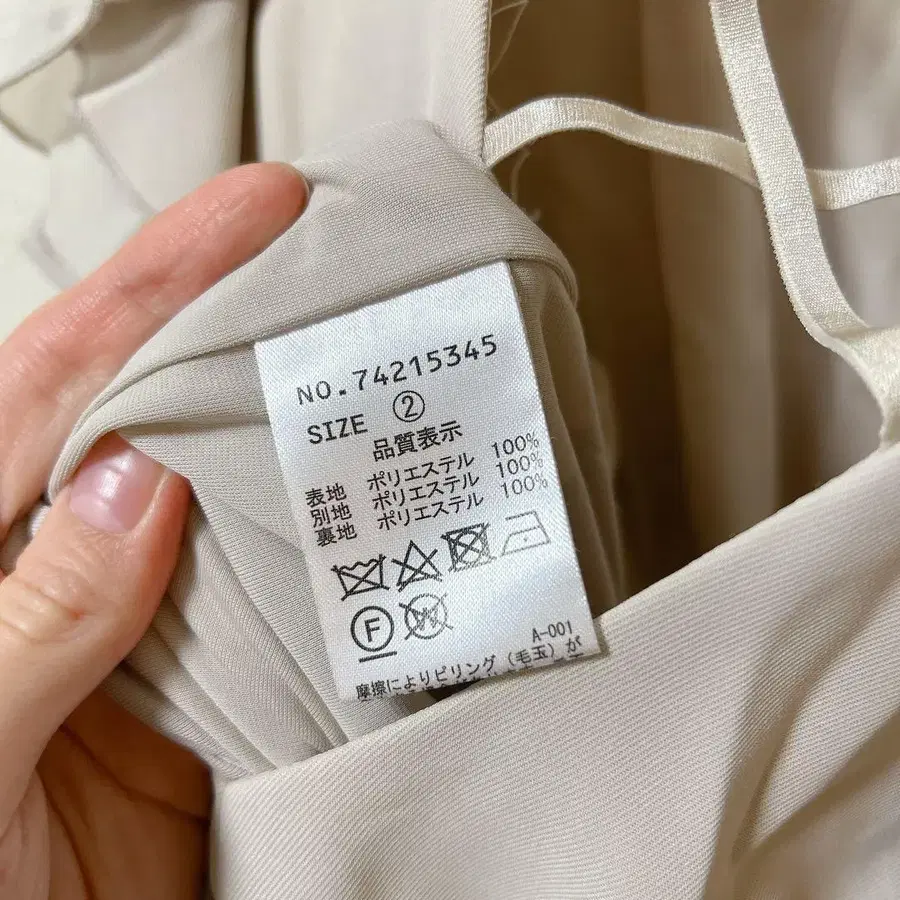 NO.74215345
SIZE ②
品質表示
表地 ポリエステル 100%
別地 ポリエステル 100%
裏地 ポリエステル 100%
F W
A-001
摩擦によりピリング(毛玉)が